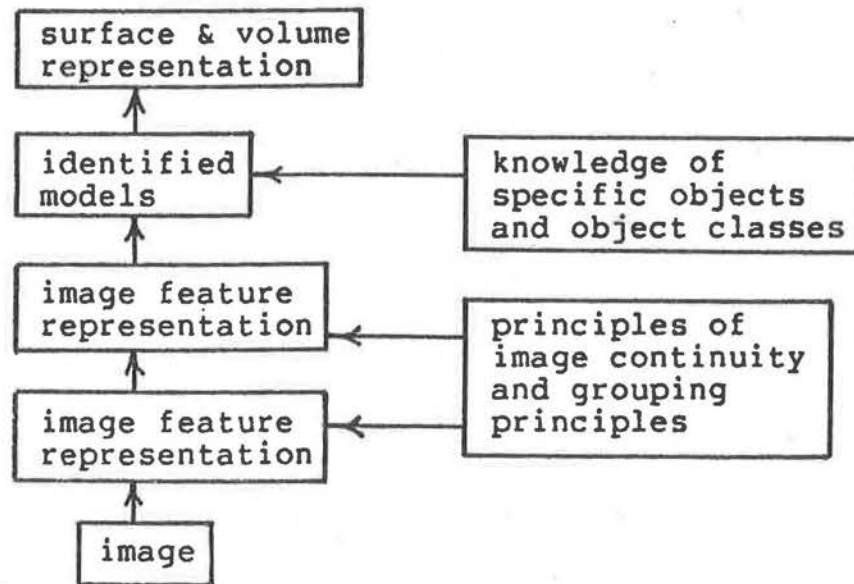 surface & volume
representation
identified
models
knowledge of
specific objects
and object classes
image feature
representation
principles of
image continuity
and grouping
principles
image feature
representation
image